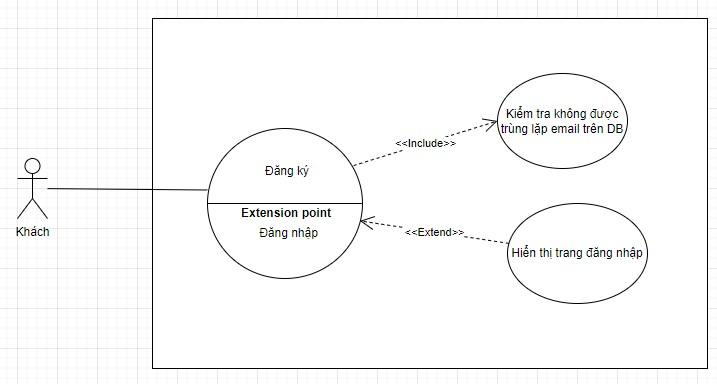 Kiểm tra không được
trùng lặp email trên DB
<<Include>>
Đăng ký
Extension point
Đăng nhập
<<Extend>>
Hiển thị trang đăng nhập
Khách